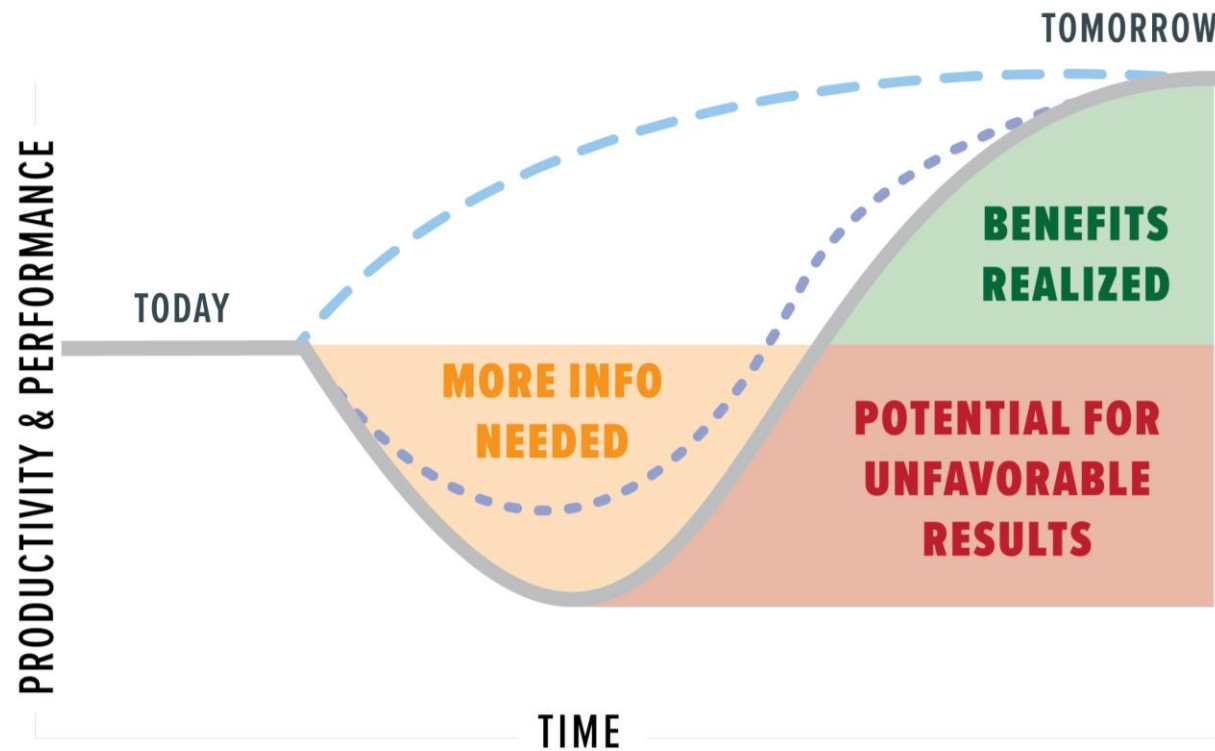 TOMORROW
PRODUCTIVITY & PERFORMANCE
TODAY
BENEFITS
REALIZED
MORE INFO
NEEDED
POTENTIAL FOR
UNFAVORABLE
RESULTS
TIME